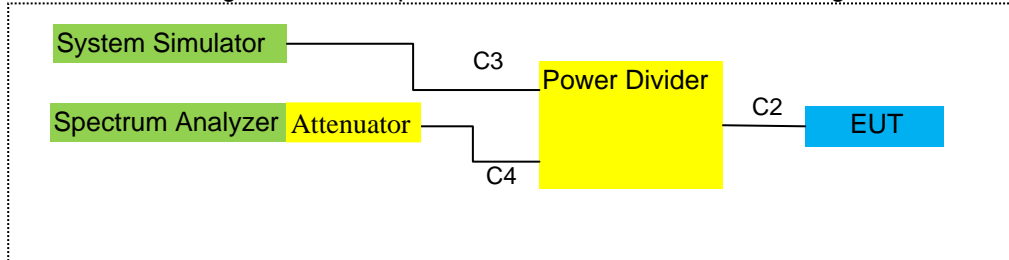 System Simulator
C3
Power Divider
Spectrum Analyzer
Attenuator
C2
EUT
C4